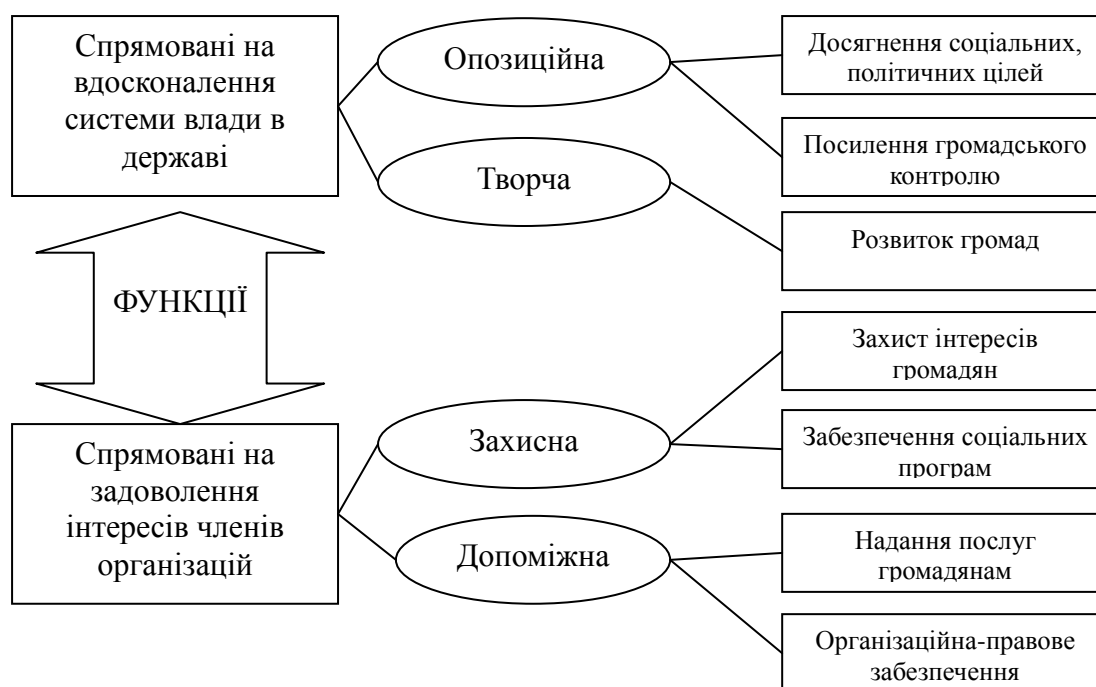 Спрямовані на
вдосконалення
системи влади в
державі
Опозиційна
Творча
Досягнення соціальних,
політичних цілей
Посилення громадського
контролю
Розвиток громад
ФУНКЦІЇ
Спрямовані на
задоволення
інтересів членів
організацій
Захисна
Допоміжна
Захист інтересів
громадян
Забезпечення соціальних
програм
Надання послуг
громадянам
Організаційна-правове
забезпечення